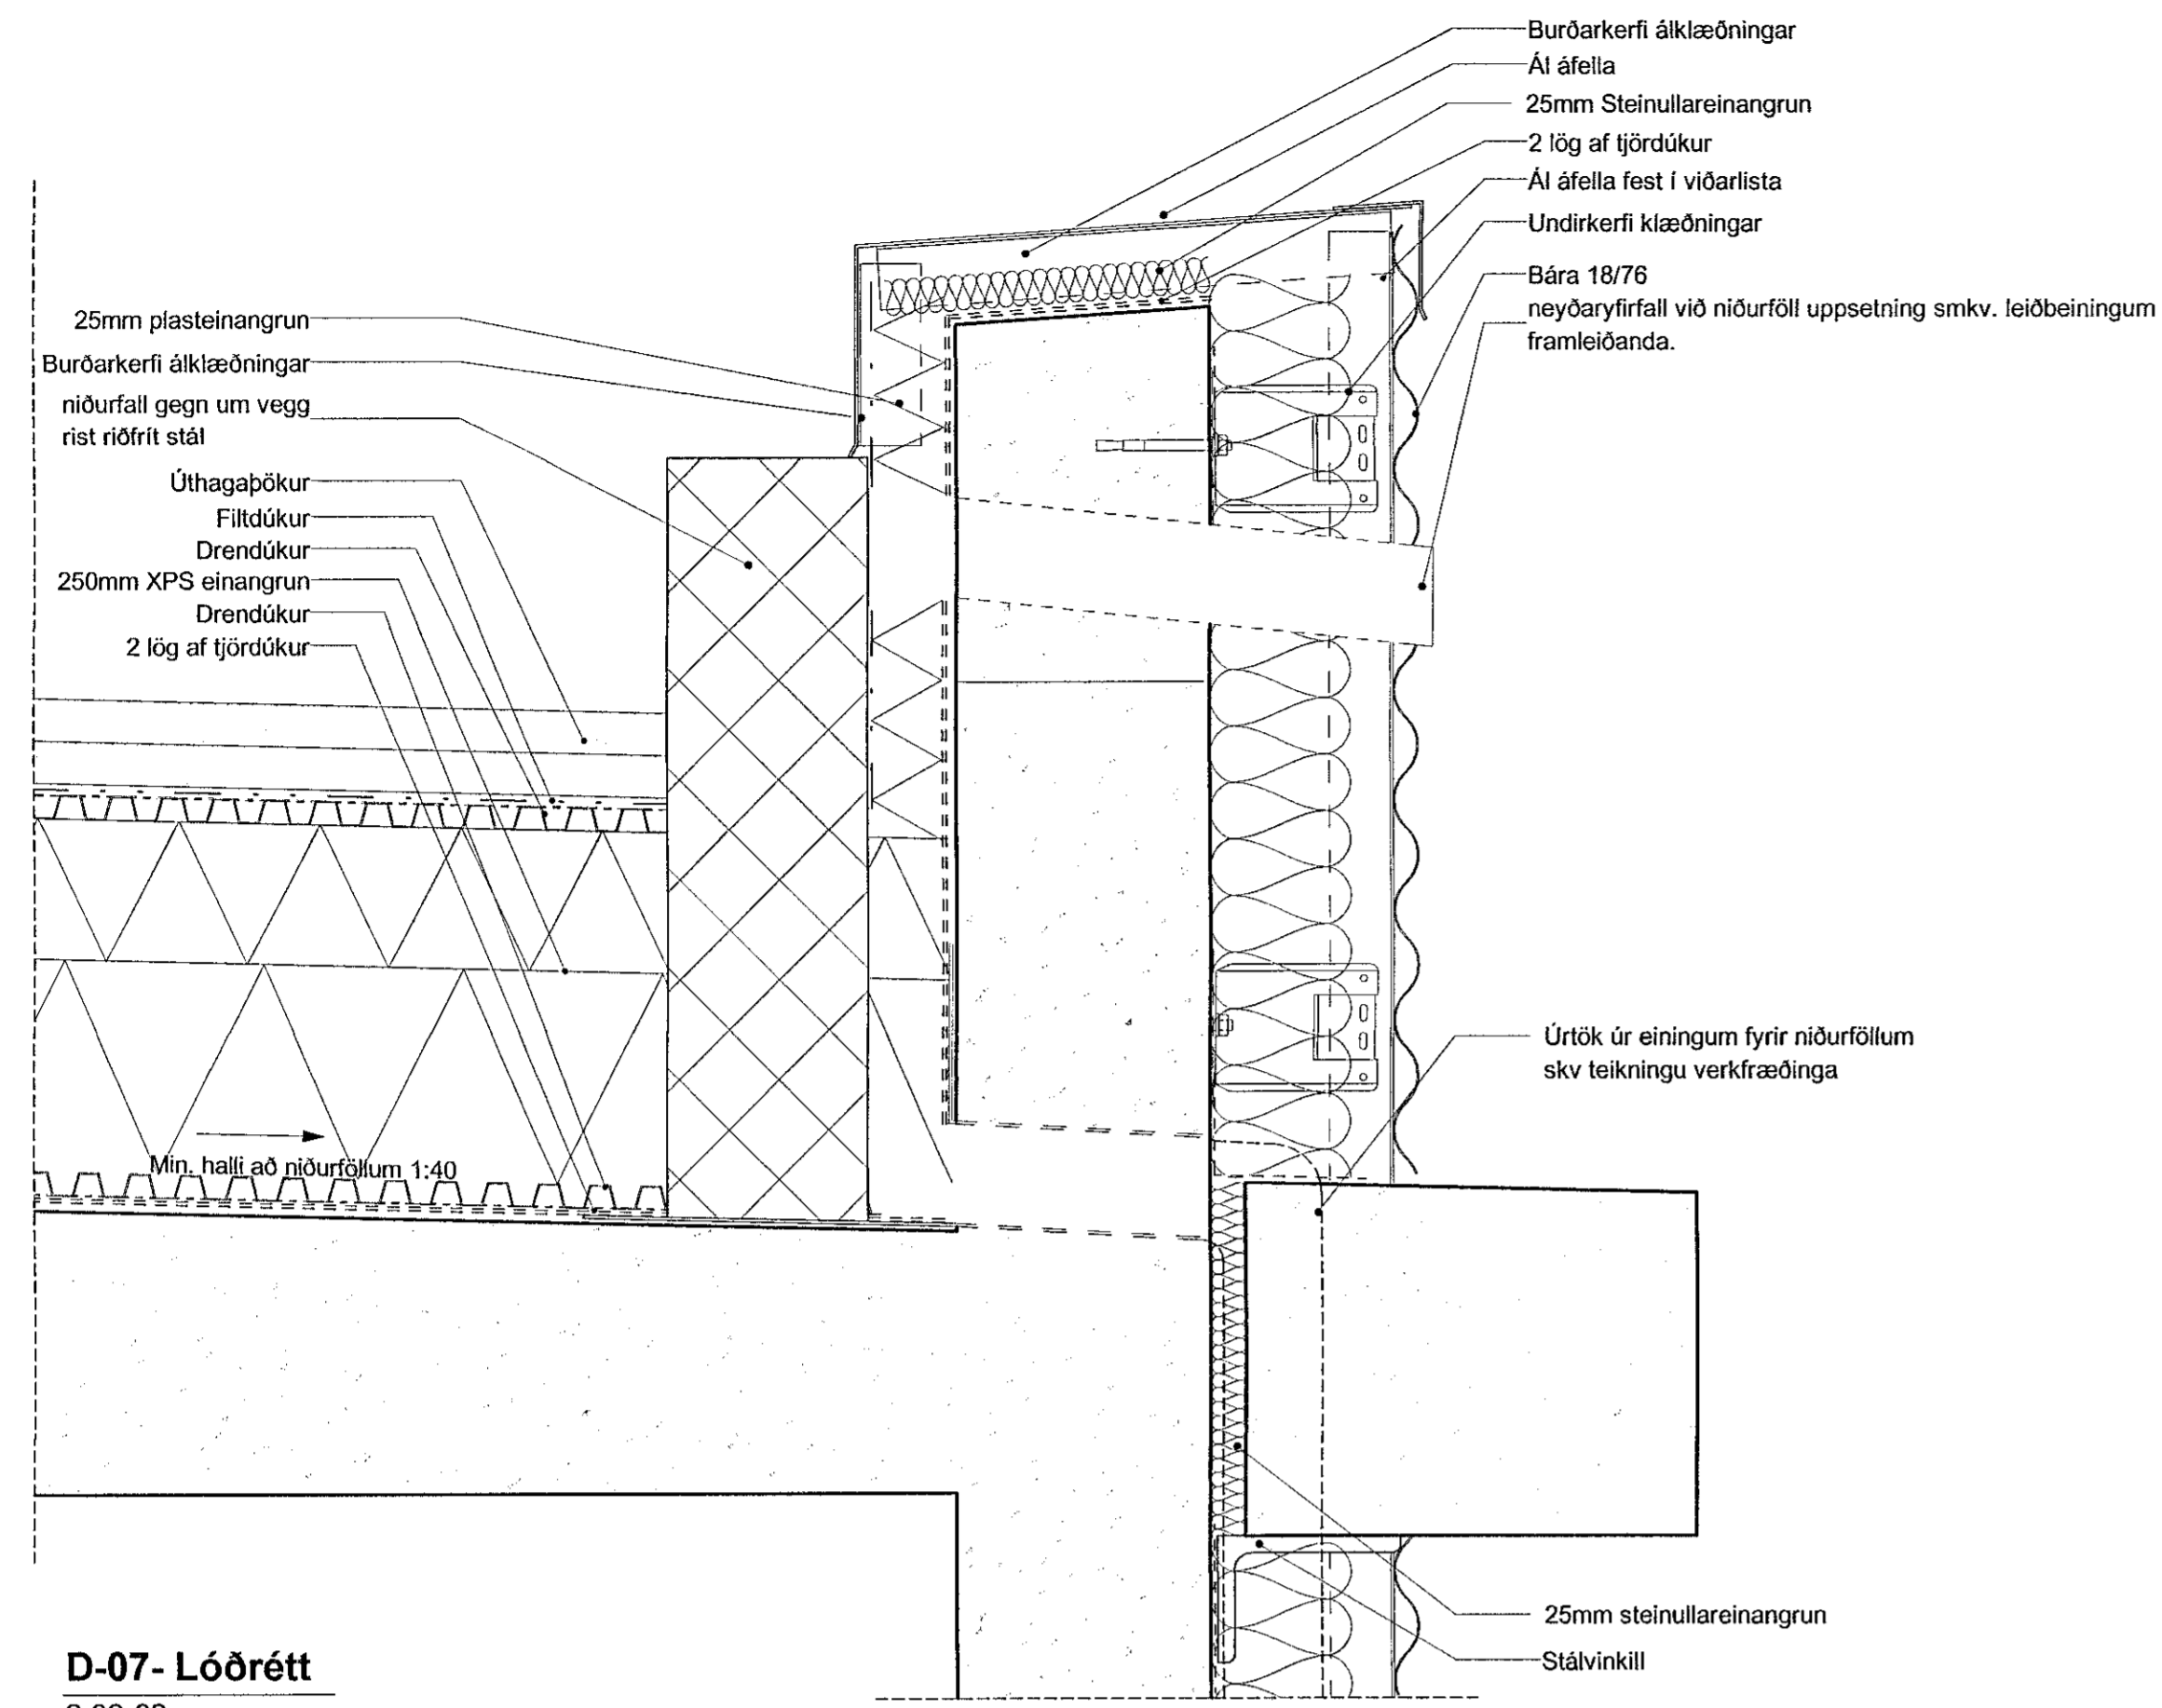 Burðarkerfi álklæðningar
Ál áfella
25mm Steinullareinangrun
2 lög af tjördúkur
Ál áfella fest í viðarlista
Undirkerfi klæðningar
Bára 18/76
neyðaryfirfall við niðurföll uppsetning smkv. leiðbeiningum
framleiðanda.
25mm plasteinangrun
Burðarkerfi álklæðningar
niðurfall gegn um vegg
rist riðfrít stál
Úthagaþökur
Filtdúkur
Drendúkur
250mm XPS einangrun
Drendúkur
2 lög af tjördúkur
Min. halli að niðurföllum 1:40
Úrtök úr einingum fyrir niðurföllum
skv teikningu verkfræðinga
25mm steinullareinangrun
Stálvinkill
D-07- Lóðrétt